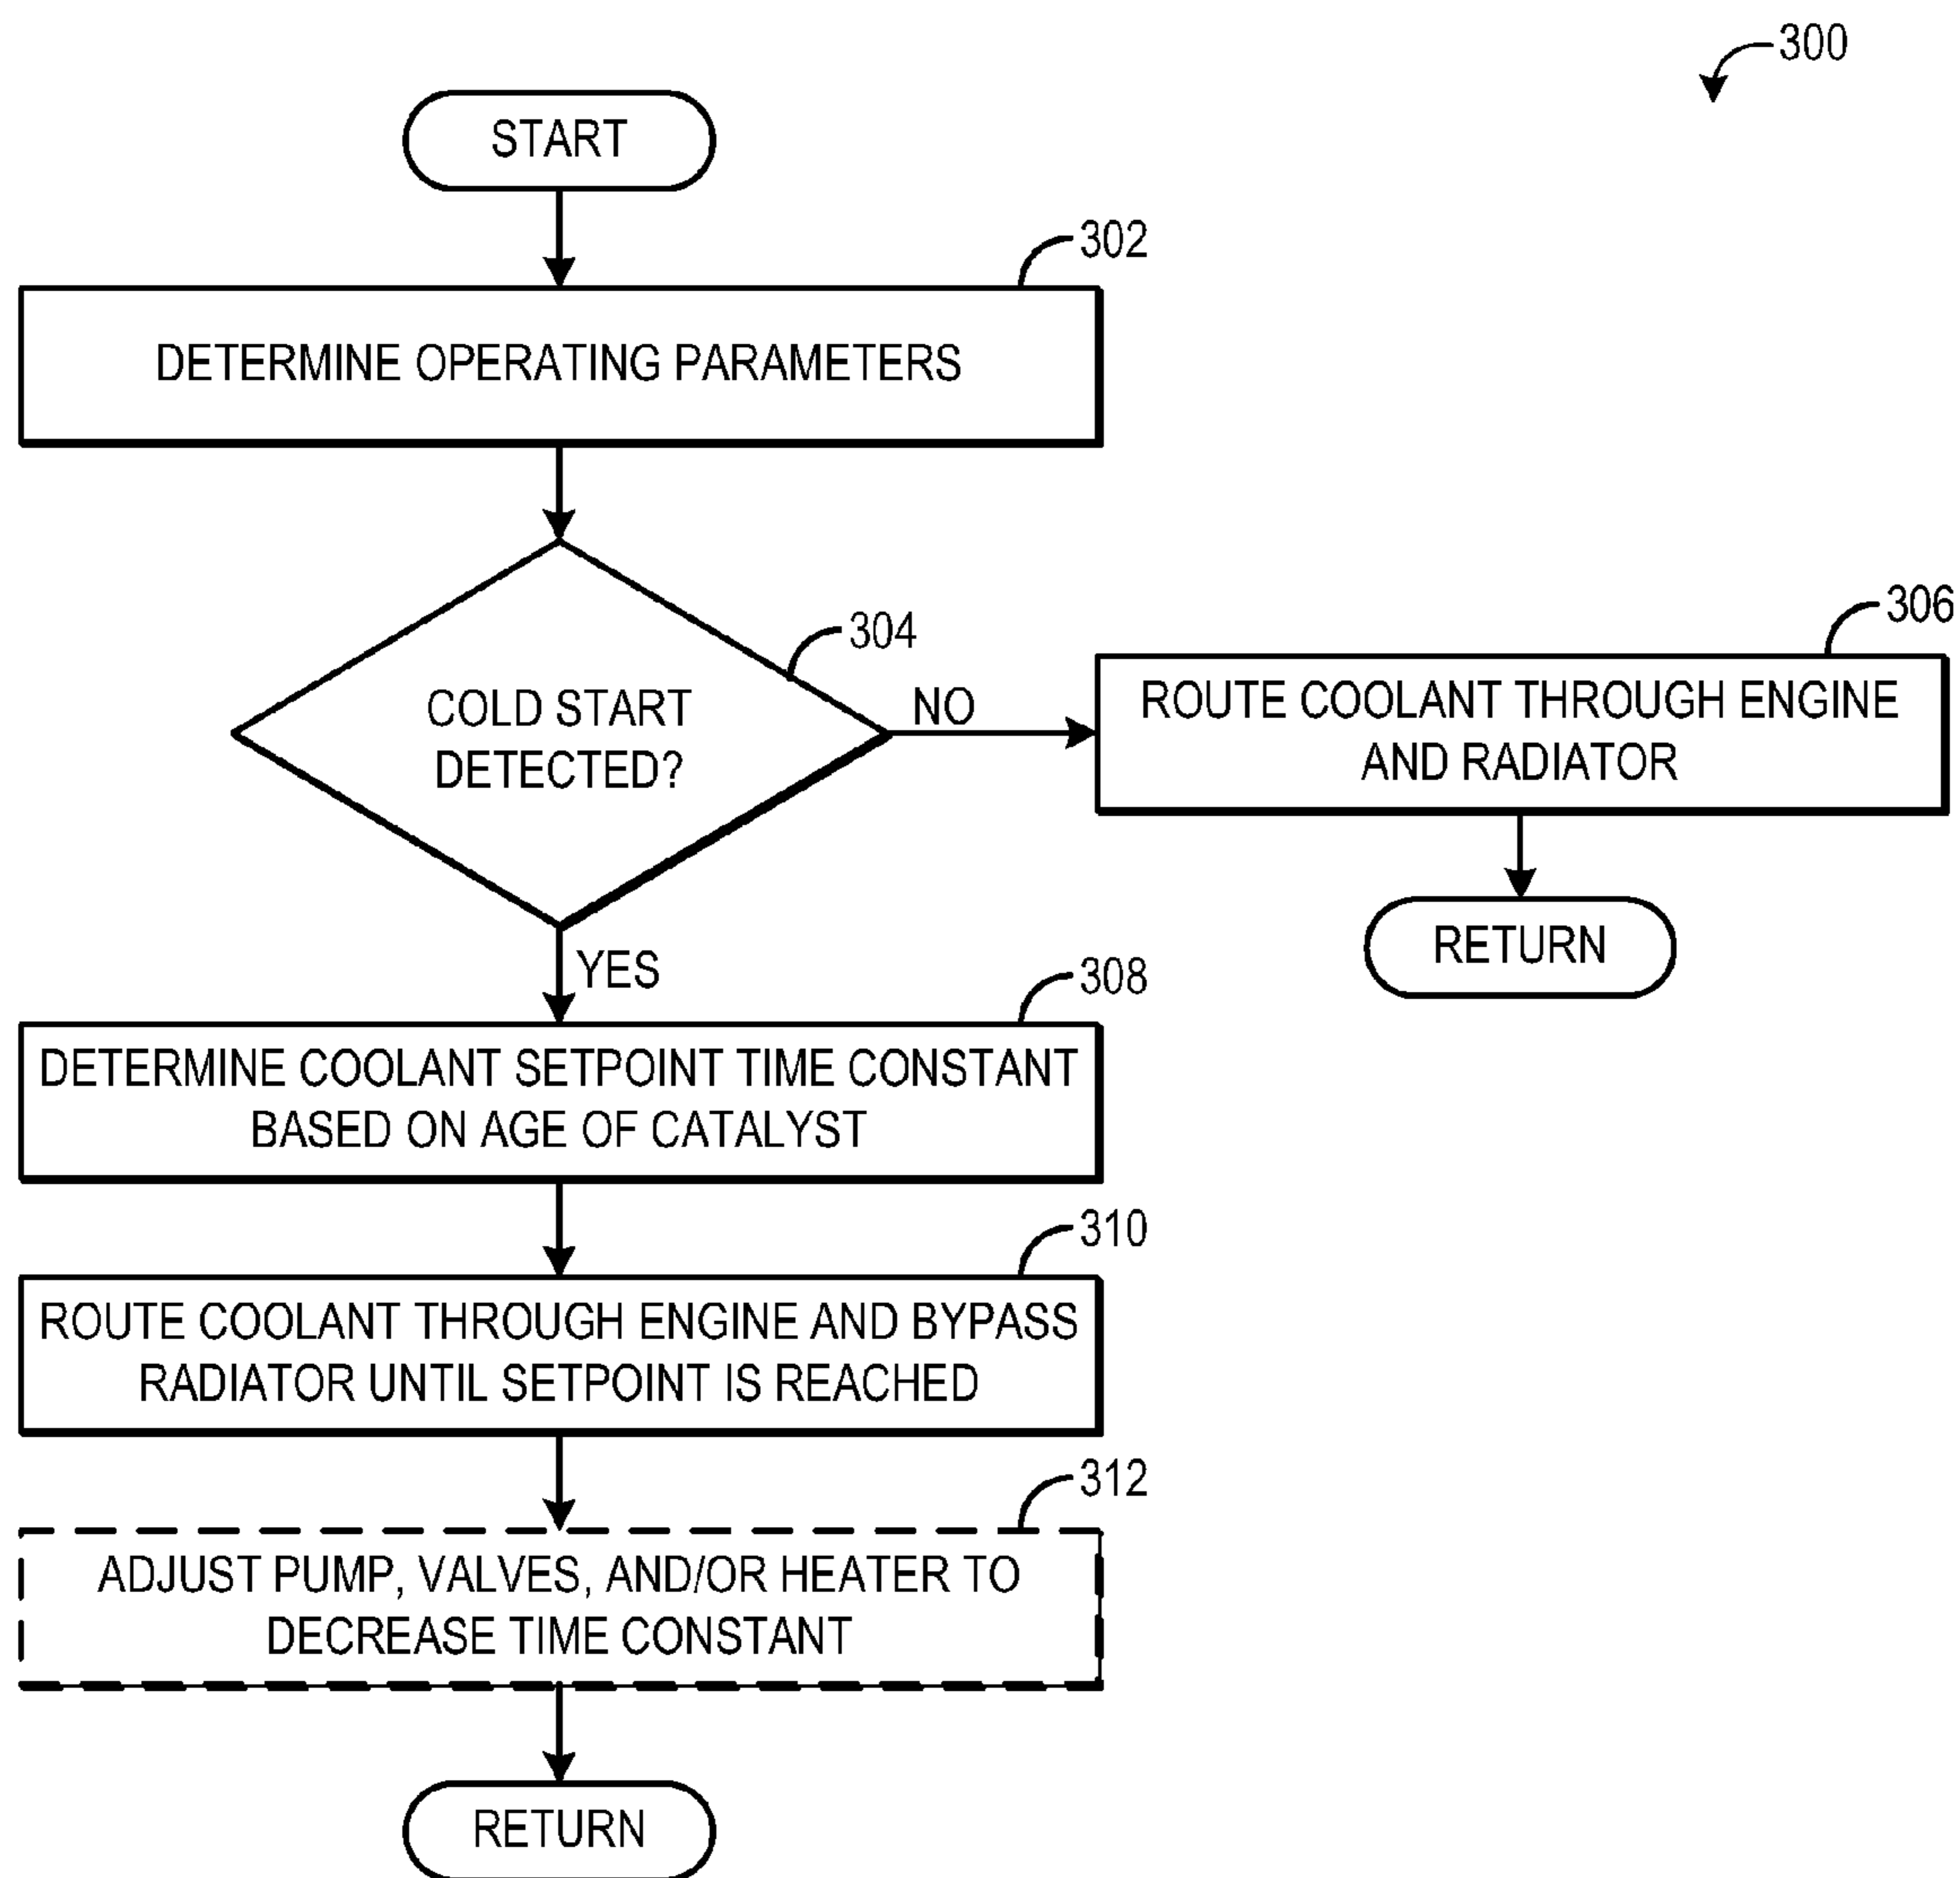 300
START
302
DETERMINE OPERATING PARAMETERS
304
COLD START
DETECTED?
NO
306
ROUTE COOLANT THROUGH ENGINE
AND RADIATOR
RETURN
YES
308
DETERMINE COOLANT SETPOINT TIME CONSTANT
BASED ON AGE OF CATALYST
310
ROUTE COOLANT THROUGH ENGINE AND BYPASS
RADIATOR UNTIL SETPOINT IS REACHED
312
ADJUST PUMP, VALVES, AND/OR HEATER TO
DECREASE TIME CONSTANT
RETURN